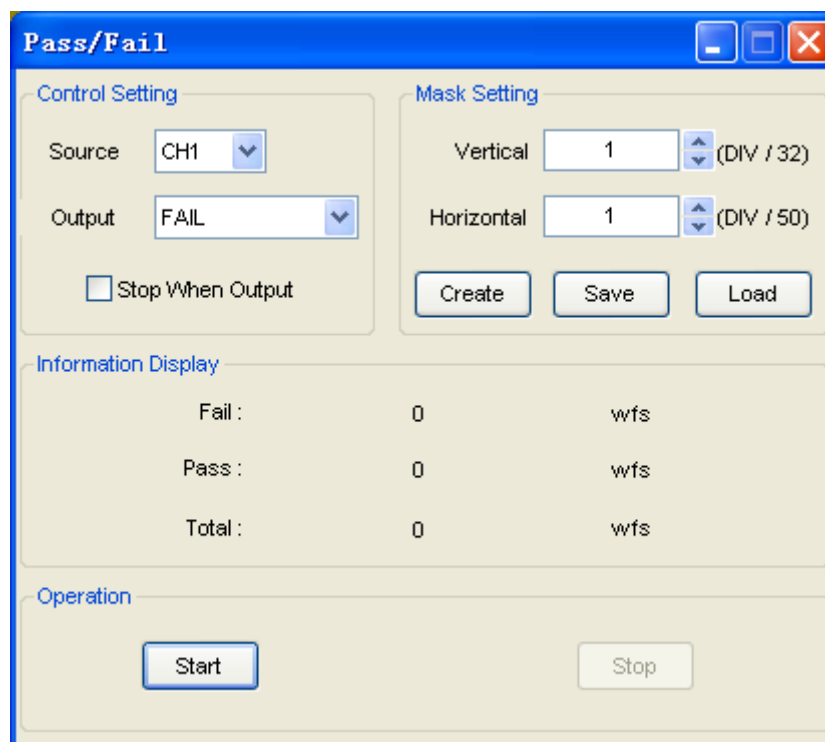 Pass/Fail
Control Setting
Source CH1
Output FAIL
Stop When Output
Mask Setting
Vertical 1 (DIV / 32)
Horizontal 1 (DIV / 50)
Create Save Load
Information Display
Fail : 0 wfs
Pass : 0 wfs
Total : 0 wfs
Operation
Start Stop